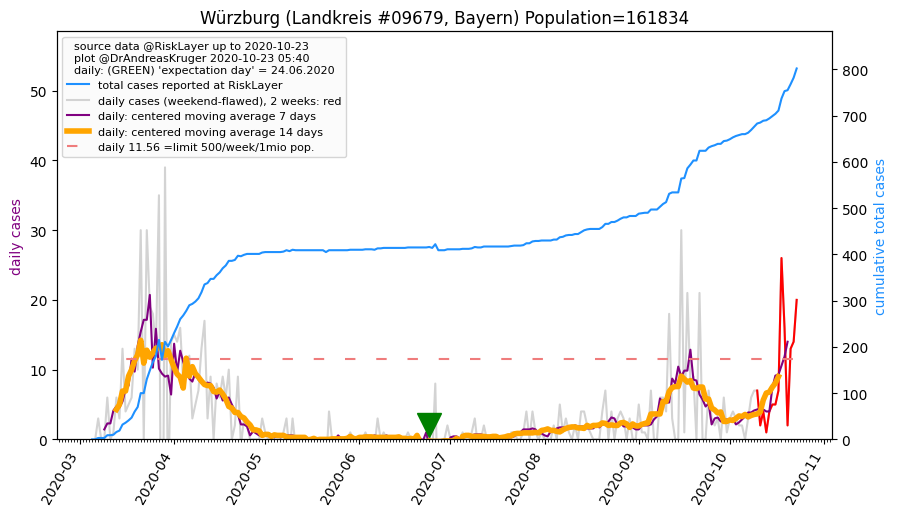 Würzburg (Landkreis #09679, Bayern) Population=161834
source data @RiskLayer up to 2020-10-23
plot @DrAndreasKruger 2020-10-23 05:40
daily: (GREEN) 'expectation day' = 24.06.2020
total cases reported at RiskLayer
daily cases (weekend-flawed), 2 weeks: red
daily: centered moving average 7 days
daily: centered moving average 14 days
daily 11.56 =limit 500/week/1mio pop.
daily cases
50
40
30
20
10
0
cumulative total cases
800
700
600
500
400
300
200
100
0
2020-03
2020-04
2020-05
2020-06
2020-07
2020-08
2020-09
2020-10
2020-11